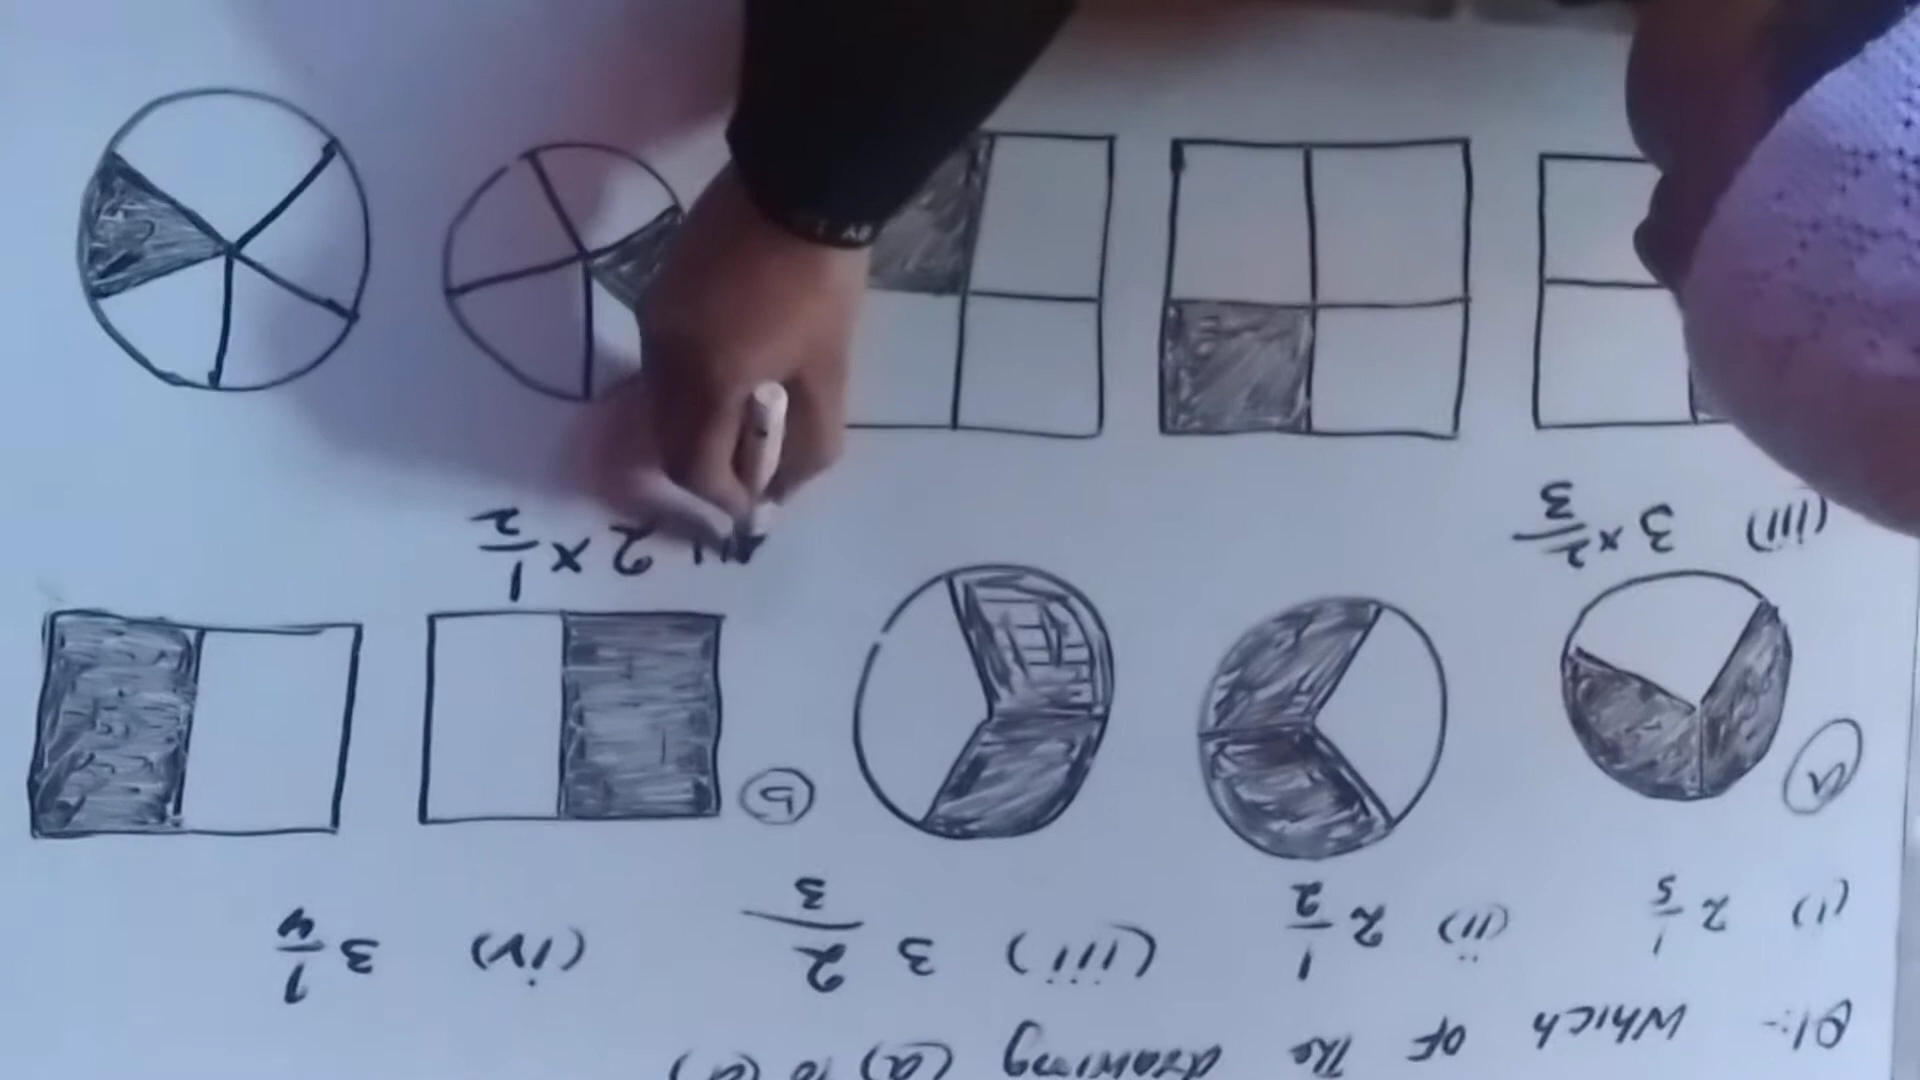 Q1:- Which of the drawing (a) to (d)
(i) 2 1/5 (ii) 2 1/2 (iii) 3 2/3 (iv) 3 1/4
(a) (b)
(iii) 3 × 2/3 2 × 1/2